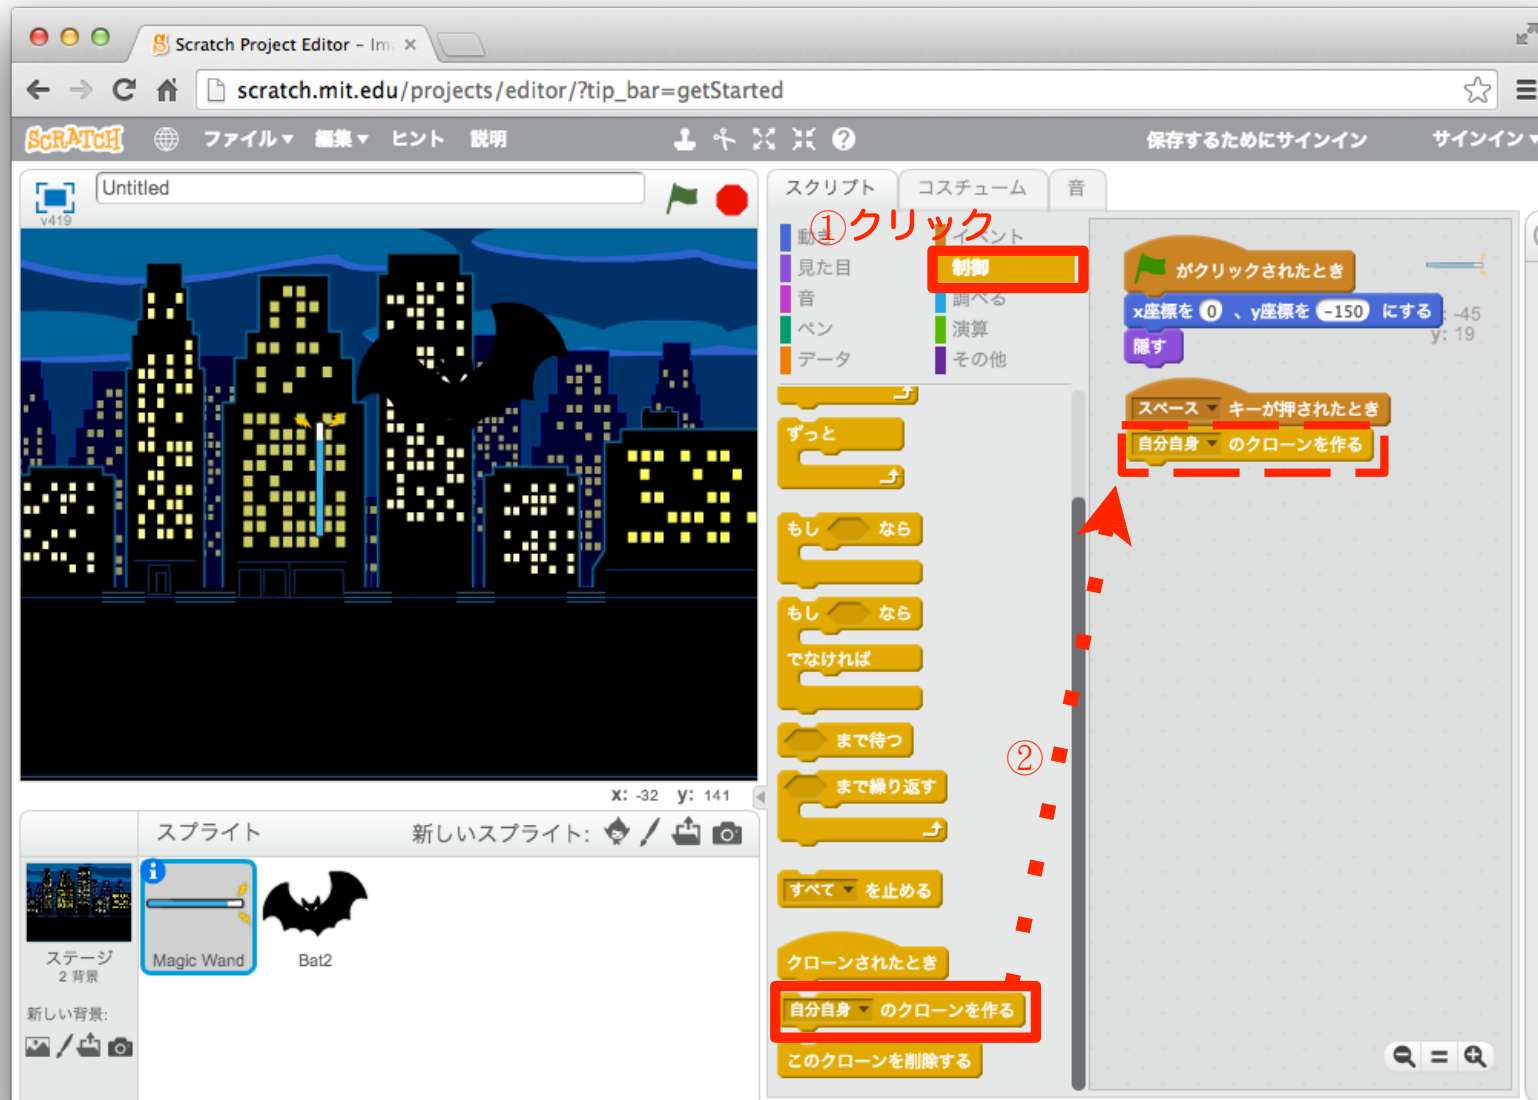 Scratch Project Editor – Im
scratch.mit.edu/projects/editor/?tip_bar=getStarted
SCRATCH
ファイル▼ 編集▼ ヒント 説明
保存するためにサインイン
サインイン▼
v419
Untitled
スクリプト
コスチューム
音
①クリック
動き
イベント
見た目
制御
音
調べる
ペン
演算
データ
その他
がクリックされたとき
x座標を 0 、y座標を -150 にする
隠す
-45
y: 19
スペース▼ キーが押されたとき
自分自身▼ のクローンを作る
ずっと
もし なら
もし なら
でなければ
まで待つ
②
まで繰り返す
すべて▼ を止める
クローンされたとき
自分自身▼ のクローンを作る
このクローンを削除する
x: -32 y: 141
スプライト
新しいスプライト:
ステージ
2 背景
新しい背景:
Magic Wand
Bat2